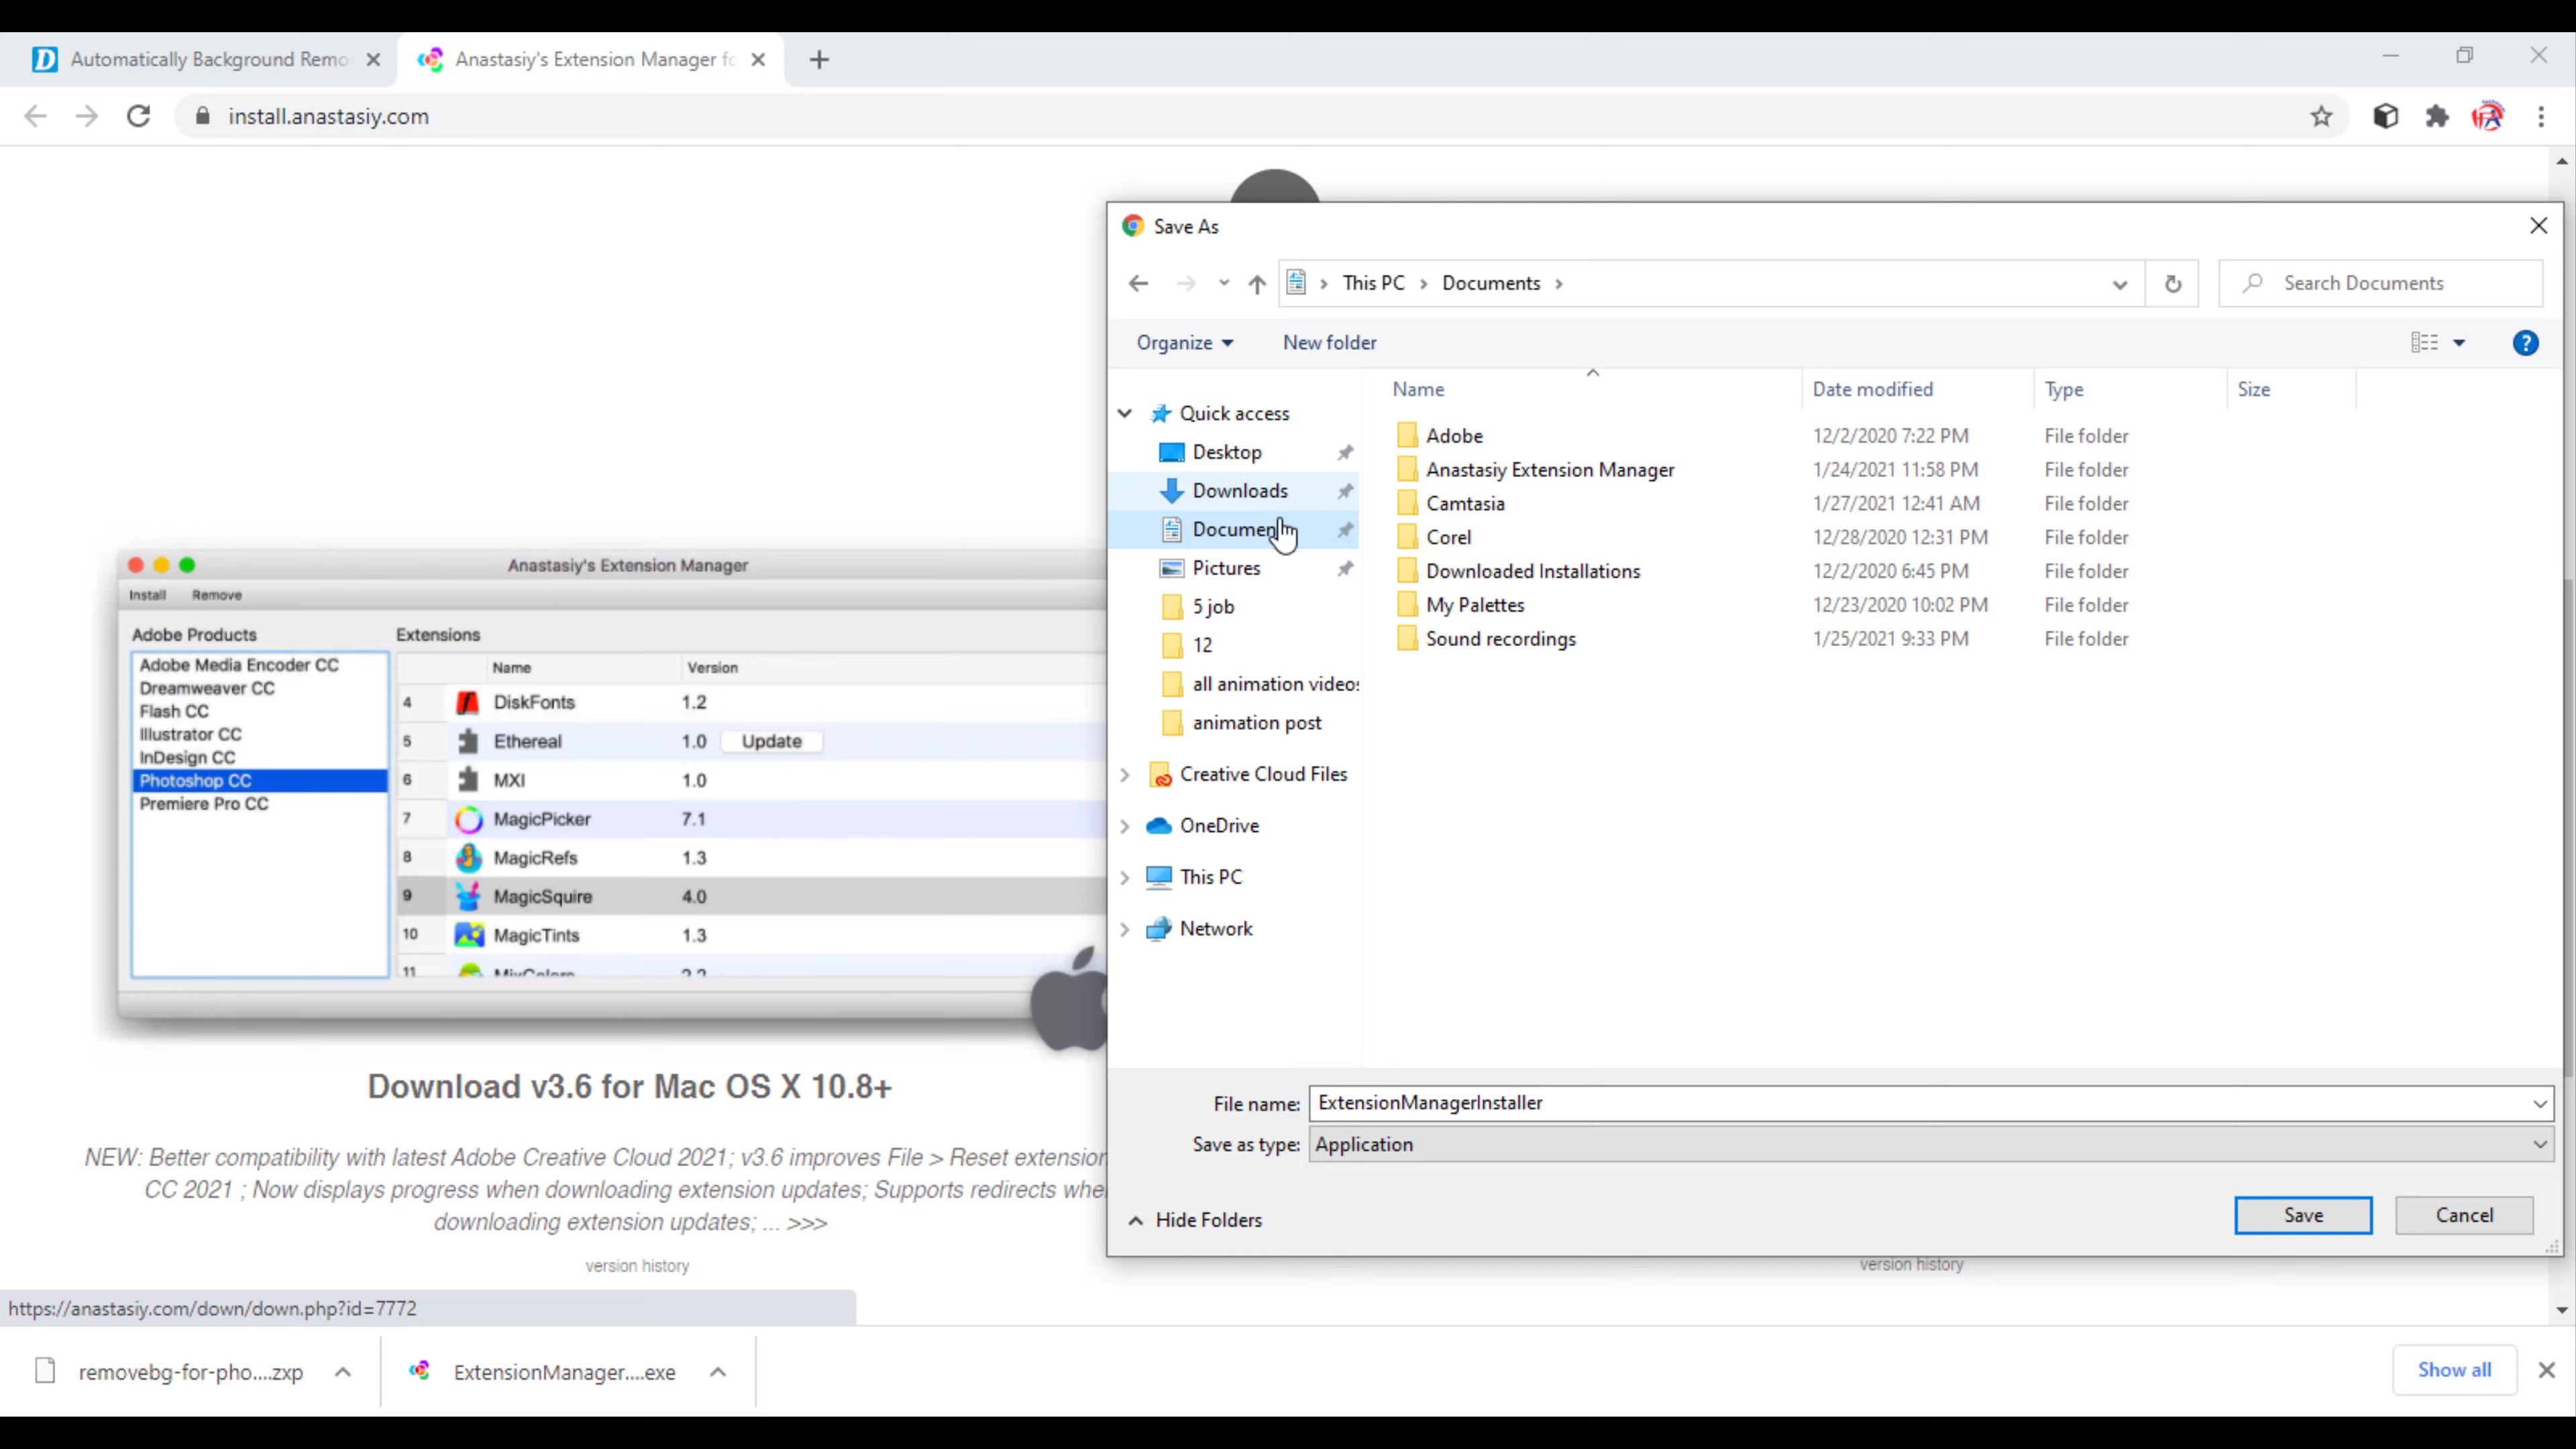 Automatically Background Remo
Anastasiy's Extension Manager fo
install.anastasiy.com
Save As
This PC
Documents
Search Documents
Organize
New folder
Name
Date modified
Type
Size
Quick access
Desktop
Downloads
Documen
Pictures
5 job
12
all animation videos
animation post
Creative Cloud Files
OneDrive
This PC
Network
Adobe 12/2/2020 7:22 PM File folder
Anastasiy Extension Manager 1/24/2021 11:58 PM File folder
Camtasia 1/27/2021 12:41 AM File folder
Corel 12/28/2020 12:31 PM File folder
Downloaded Installations 12/2/2020 6:45 PM File folder
My Palettes 12/23/2020 10:02 PM File folder
Sound recordings 1/25/2021 9:33 PM File folder
File name: ExtensionManagerInstaller
Save as type: Application
Hide Folders
Save
Cancel
Anastasiy's Extension Manager
Install Remove
Adobe Products
Adobe Media Encoder CC
Dreamweaver CC
Flash CC
Illustrator CC
InDesign CC
Photoshop CC
Premiere Pro CC
Extensions
Name Version
4 DiskFonts 1.2
5 Ethereal 1.0 Update
6 MXI 1.0
7 MagicPicker 7.1
8 MagicRefs 1.3
9 MagicSquire 4.0
10 MagicTints 1.3
11 MixColors 2.2
Download v3.6 for Mac OS X 10.8+
NEW: Better compatibility with latest Adobe Creative Cloud 2021; v3.6 improves File > Reset extension
CC 2021 ; Now displays progress when downloading extension updates; Supports redirects whe
downloading extension updates; ... >>>
version history
version history
https://anastasiy.com/down/down.php?id=7772
removebg-for-pho....zxp
ExtensionManager....exe
Show all